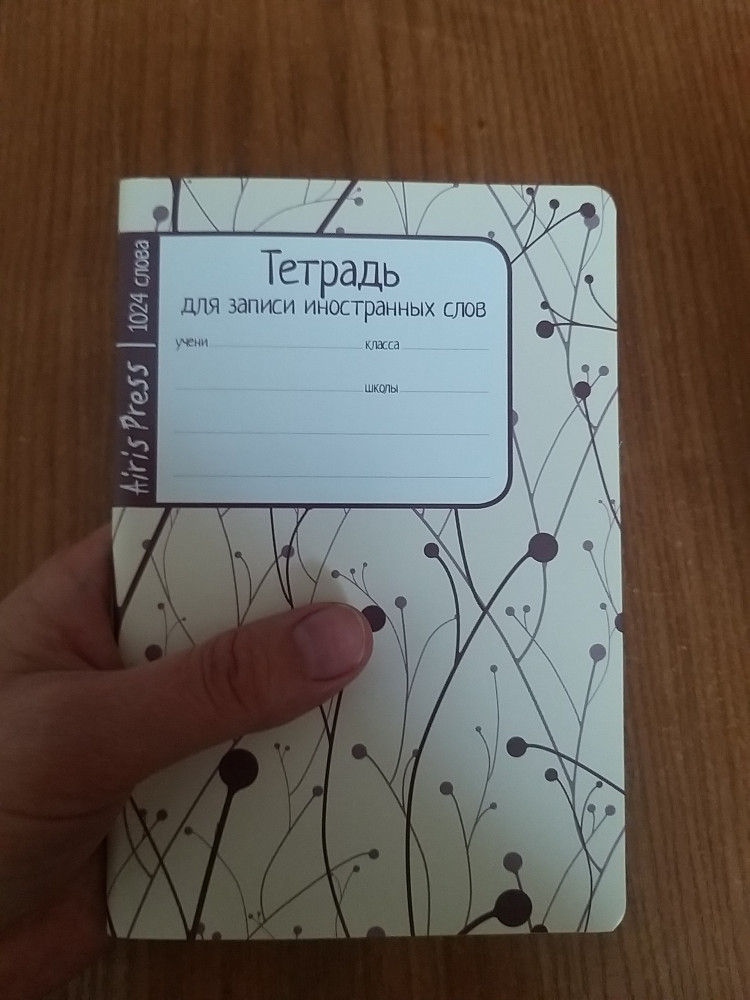 Тетрадь
для записи иностранных слов
учени класса
школы
Airis Press | 1024 слова